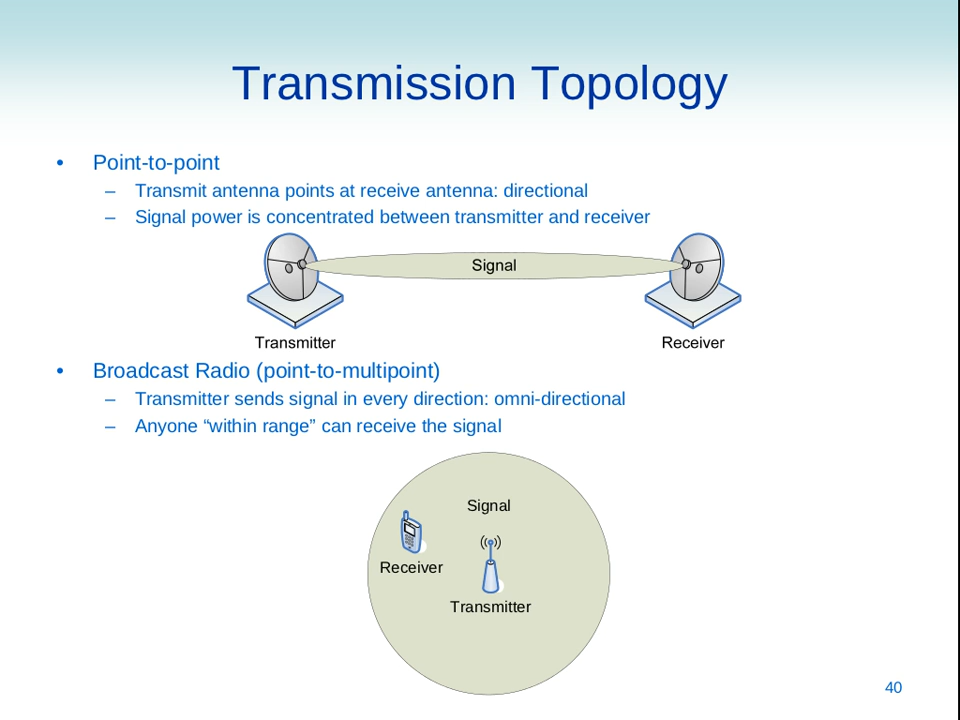 Transmission Topology
• Point-to-point
– Transmit antenna points at receive antenna: directional
– Signal power is concentrated between transmitter and receiver
Signal
Transmitter Receiver
• Broadcast Radio (point-to-multipoint)
– Transmitter sends signal in every direction: omni-directional
– Anyone “within range” can receive the signal
Signal
Receiver
Transmitter
40